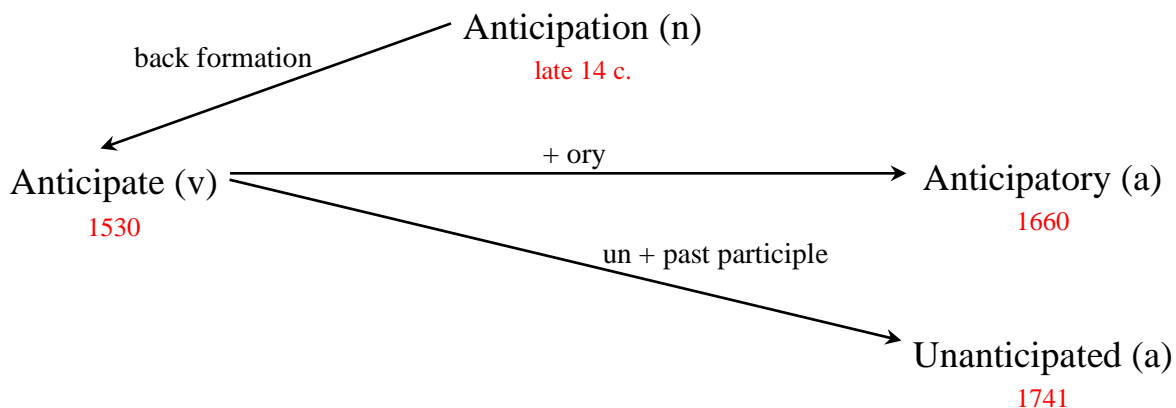 Anticipation (n)
late 14 c.
back formation
Anticipate (v)
1530
+ ory
Anticipatory (a)
1660
un + past participle
Unanticipated (a)
1741